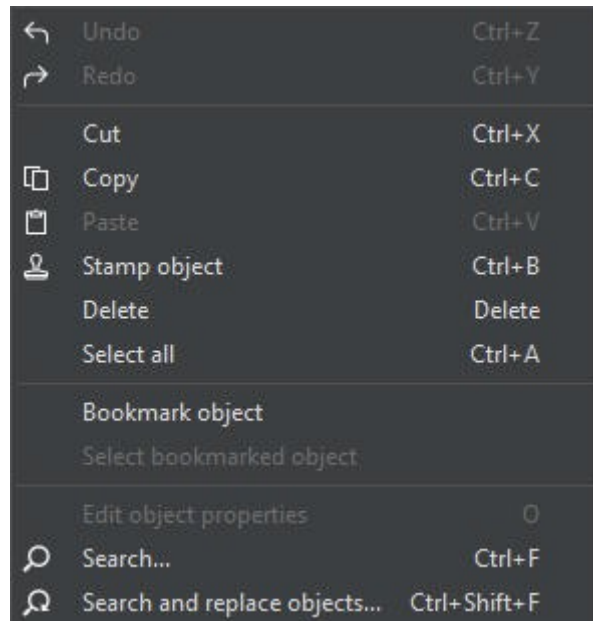 Undo Ctrl+Z
Redo Ctrl+Y
Cut Ctrl+X
Copy Ctrl+C
Paste Ctrl+V
Stamp object Ctrl+B
Delete Delete
Select all Ctrl+A
Bookmark object
Select bookmarked object
Edit object properties O
Search... Ctrl+F
Search and replace objects... Ctrl+Shift+F